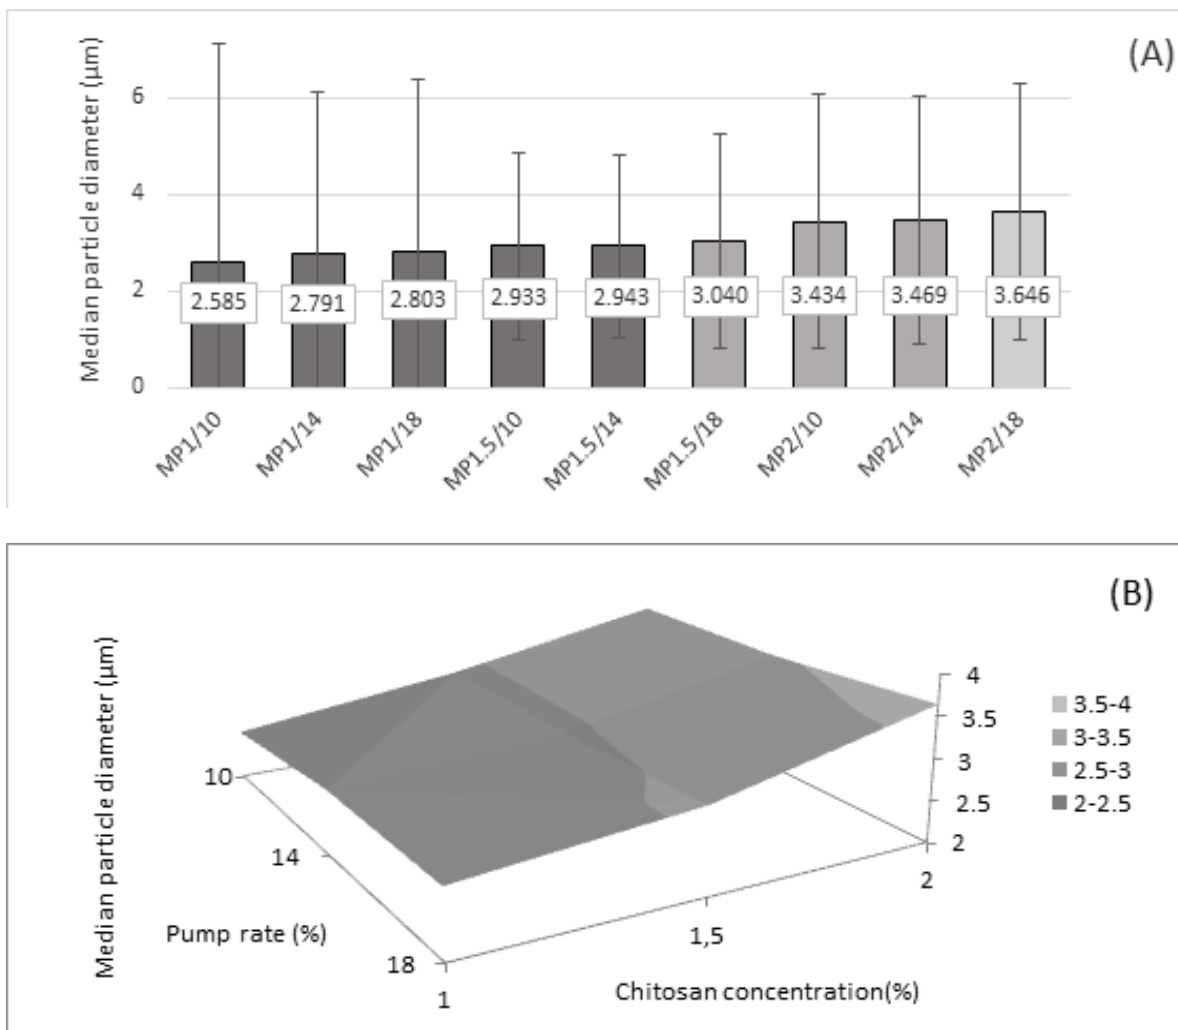 (A)
Median particle diameter (µm)
6
4
2
0
2.585 2.791 2.803 2.933 2.943 3.040 3.434 3.469 3.646
MP1/10 MP1/14 MP1/18 MP1.5/10 MP1.5/14 MP1.5/18 MP2/10 MP2/14 MP2/18
(B)
Median particle diameter (µm)
4
3.5
3
2.5
2
3.5-4
3-3.5
2.5-3
2-2.5
10
14
18
Pump rate (%)
1
1,5
2
Chitosan concentration(%)